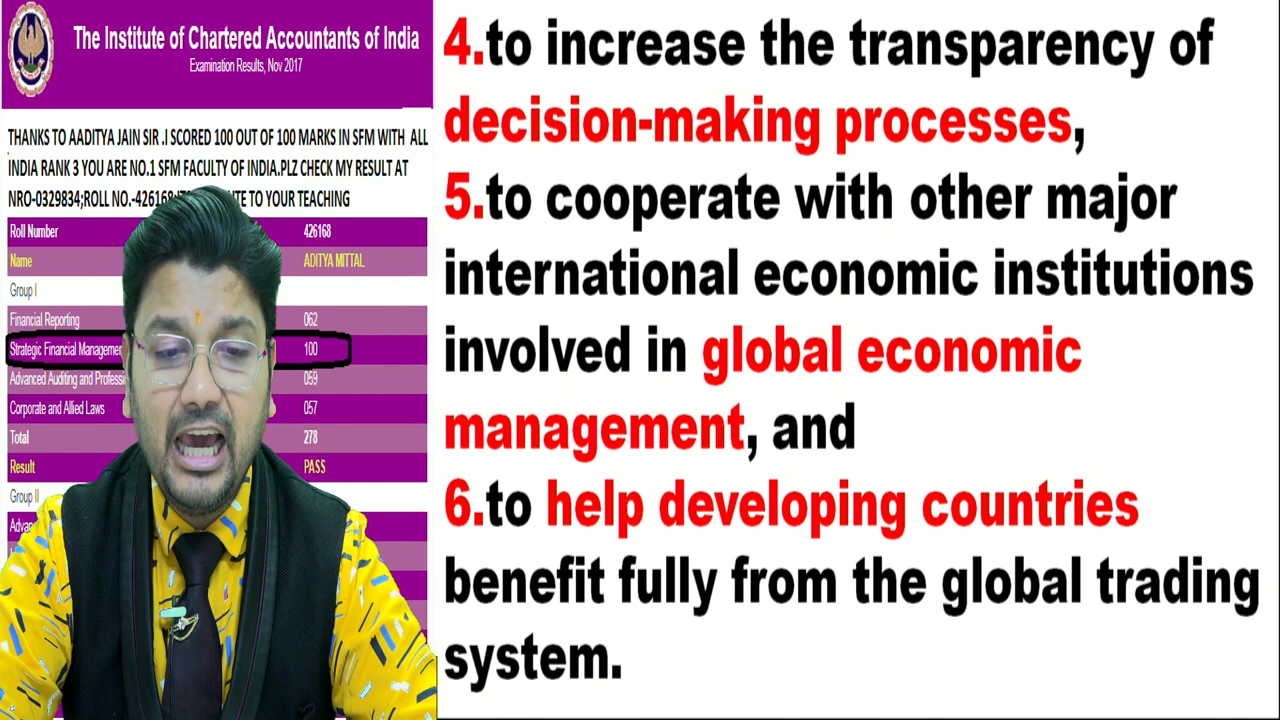 The Institute of Chartered Accountants of India
Examination Results, Nov 2017
THANKS TO AADITYA JAIN SIR .I SCORED 100 OUT OF 100 MARKS IN SFM WITH ALL
INDIA RANK 3 YOU ARE NO.1 SFM FACULTY OF INDIA.PLZ CHECK MY RESULT AT
NRO-0329834;ROLL NO.-426168 TO YOUR TEACHING
Roll Number 426168
Name ADITYA MITTAL
Group I
Financial Reporting 062
Strategic Financial 100
Advanced Auditing and 059
Corporate and Allied Laws 057
Total 278
Result PASS
Group II
4.to increase the transparency of
decision-making processes,
5.to cooperate with other major
international economic institutions
involved in global economic
management, and
6.to help developing countries
benefit fully from the global trading
system.